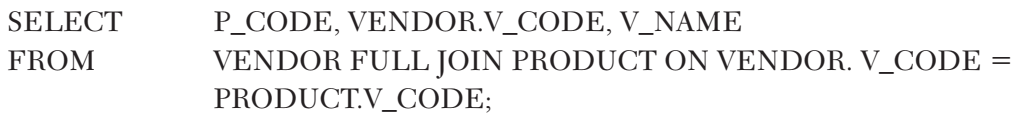 SELECT P_CODE, VENDOR.V_CODE, V_NAME
FROM VENDOR FULL JOIN PRODUCT ON VENDOR. V_CODE =
PRODUCT.V_CODE;